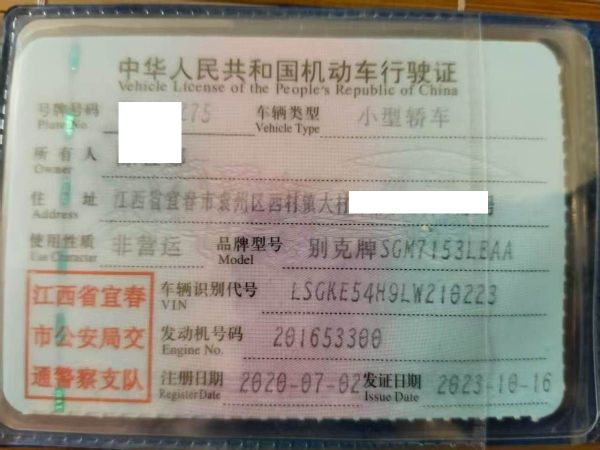 中华人民共和国机动车行驶证
Vehicle License of the People's Republic of China
号牌号码 Z75 车辆类型 小型轿车
Plate No. Vehicle Type
所有人
Owner
住址 江西省宜春市袁州区西村镇大村 号
Address
使用性质 非营运 品牌型号 别克牌SGM7153LBAA
Use Character Model
江西省宜春
市公安局交
通警察支队
车辆识别代号 LSGKE54H9LW210223
VIN
发动机号码 201653300
Engine No.
注册日期 2020-07-02 发证日期 2023-10-16
Register Date Issue Date